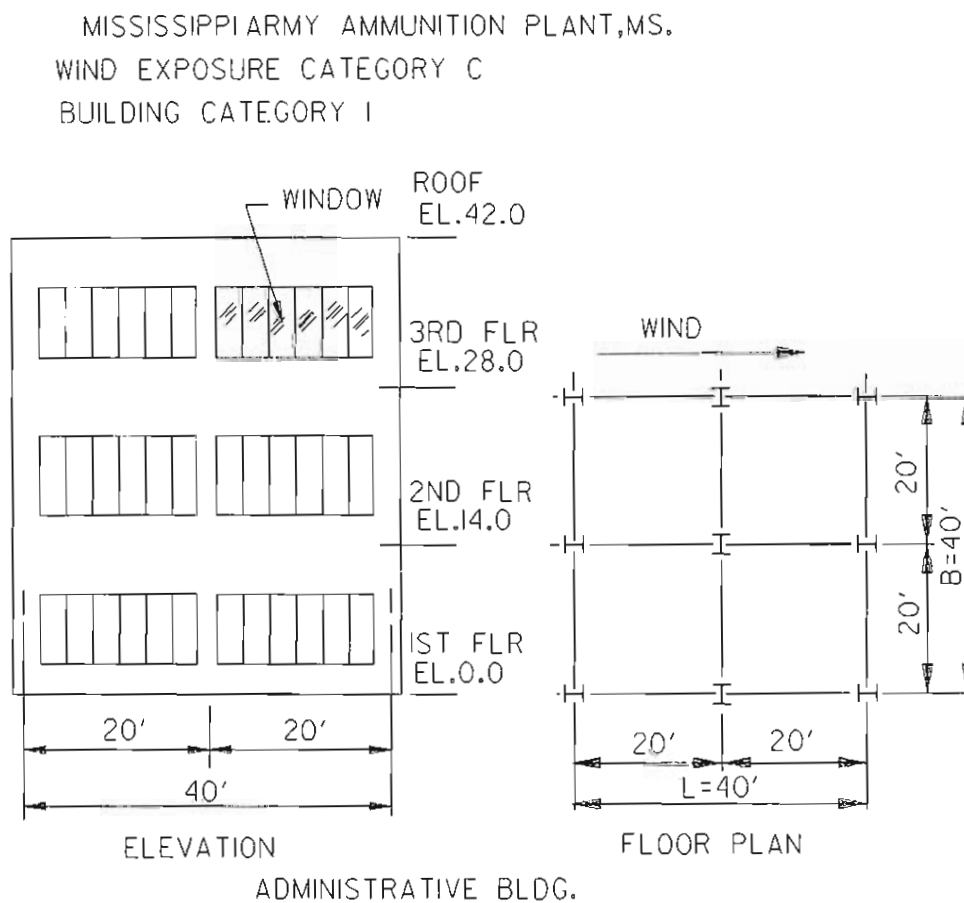 MISSISSIPPI ARMY AMMUNITION PLANT,MS.
WIND EXPOSURE CATEGORY C
BUILDING CATEGORY I
WINDOW
ROOF
EL.42.0
3RD FLR
EL.28.0
2ND FLR
EL.14.0
1ST FLR
EL.0.0
20' 20'
40'
ELEVATION
WIND
20'
20'
B=40'
20' 20'
L=40'
FLOOR PLAN
ADMINISTRATIVE BLDG.